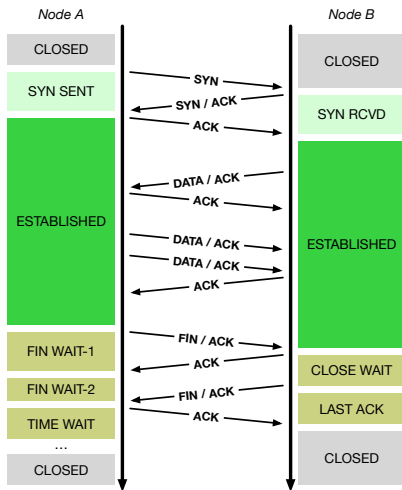 Node A
Node B
CLOSED
CLOSED
SYN
SYN SENT
SYN / ACK
SYN RCVD
ACK
DATA / ACK
ACK
ESTABLISHED
ESTABLISHED
DATA / ACK
DATA / ACK
ACK
FIN / ACK
FIN WAIT-1
ACK
CLOSE WAIT
FIN WAIT-2
FIN / ACK
LAST ACK
TIME WAIT
ACK
...
CLOSED
CLOSED